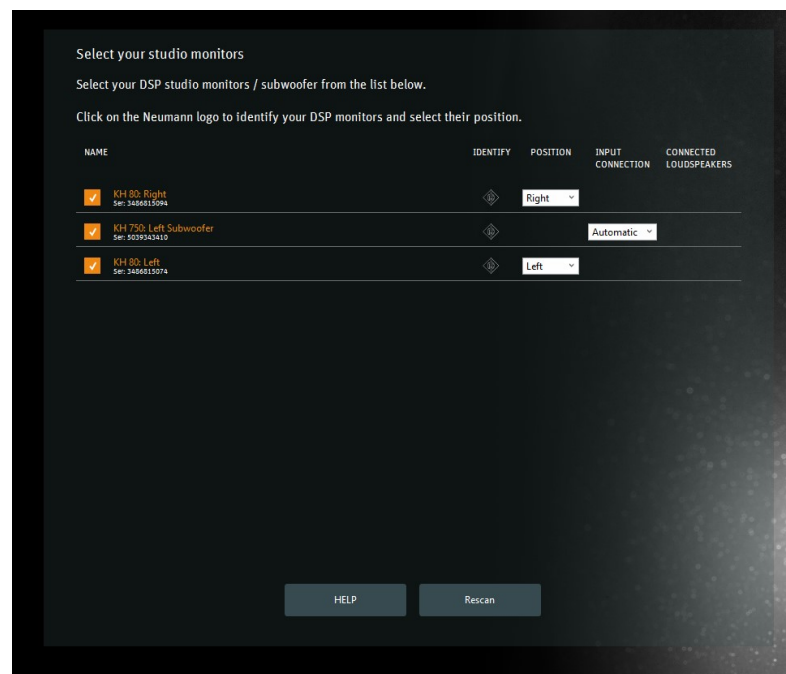 Select your studio monitors
Select your DSP studio monitors / subwoofer from the list below.
Click on the Neumann logo to identify your DSP monitors and select their position.
NAME IDENTIFY POSITION INPUT CONNECTION CONNECTED LOUDSPEAKERS
KH 80: Right Right
Ser: 3486815094
KH 750: Left Subwoofer Automatic
Ser: 5039343410
KH 80: Left Left
Ser: 3486815074
HELP Rescan